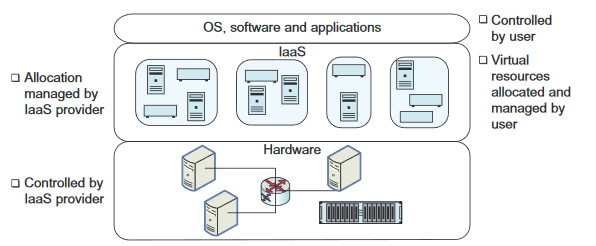 OS, software and applications
❑ Controlled
by user
IaaS
❑ Virtual
resources
allocated and
managed by
user
❑ Allocation
managed by
IaaS provider
Hardware
❑ Controlled by
IaaS provider